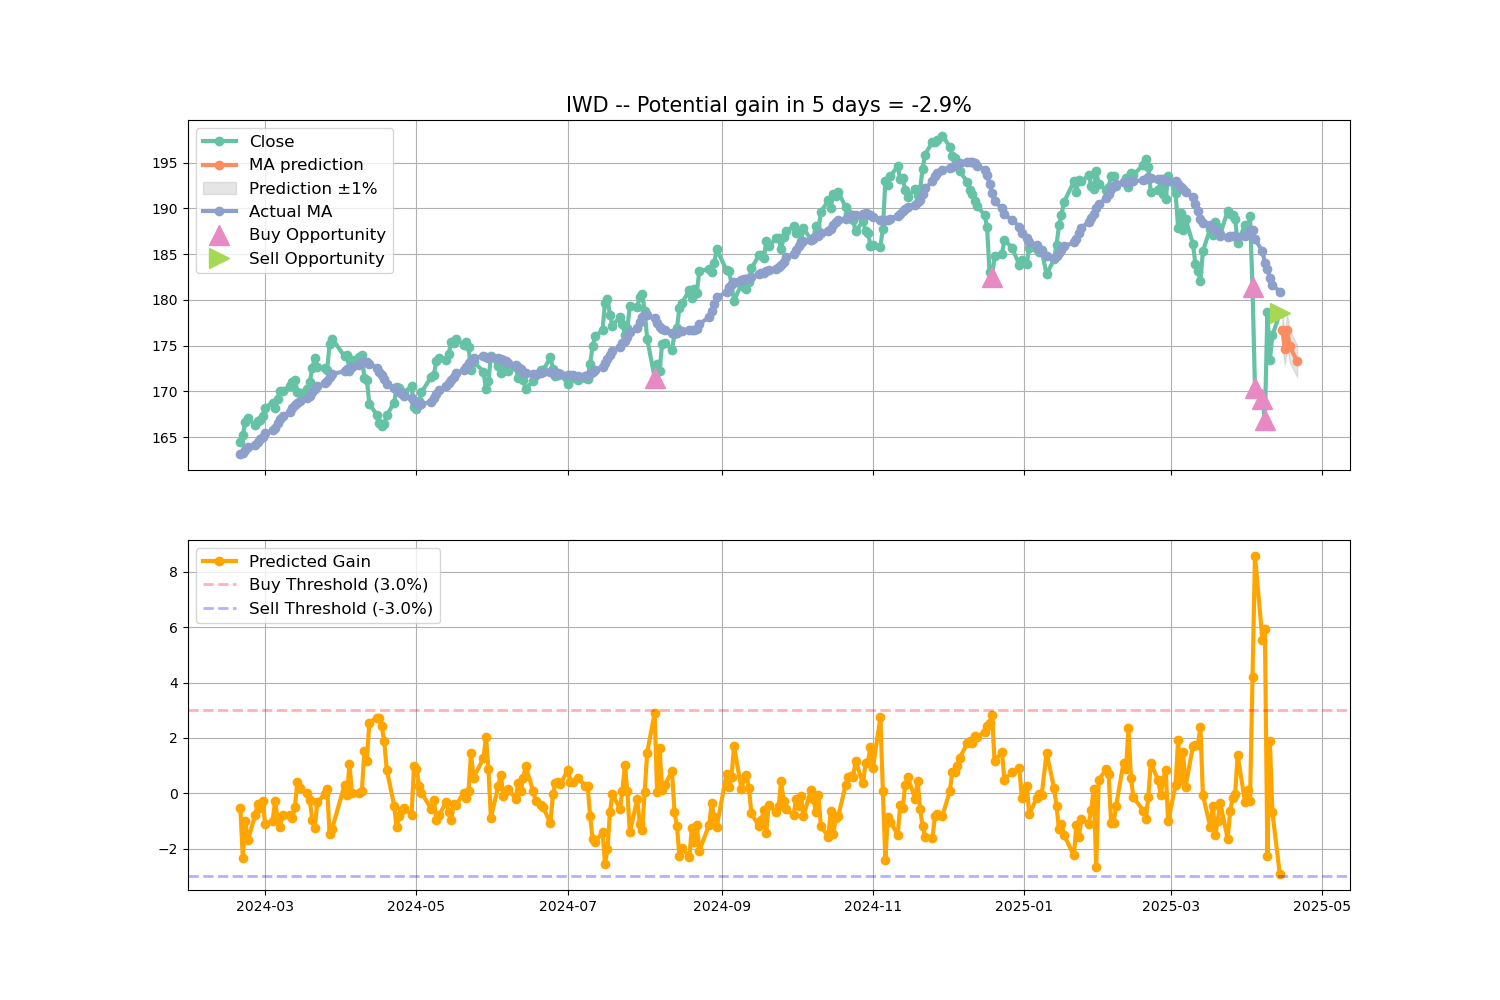 IWD -- Potential gain in 5 days = -2.9%
Close
MA prediction
Prediction ±1%
Actual MA
Buy Opportunity
Sell Opportunity
195
190
185
180
175
170
165
Predicted Gain
Buy Threshold (3.0%)
Sell Threshold (-3.0%)
8
6
4
2
0
−2
2024-03 2024-05 2024-07 2024-09 2024-11 2025-01 2025-03 2025-05